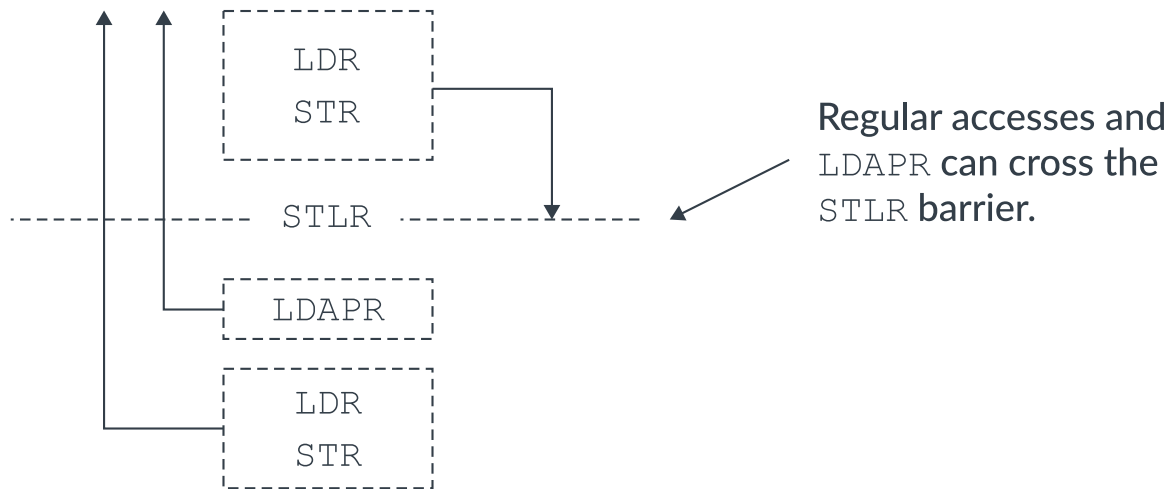 LDR
STR
STLR
LDAPR
LDR
STR
Regular accesses and
LDAPR can cross the
STLR barrier.